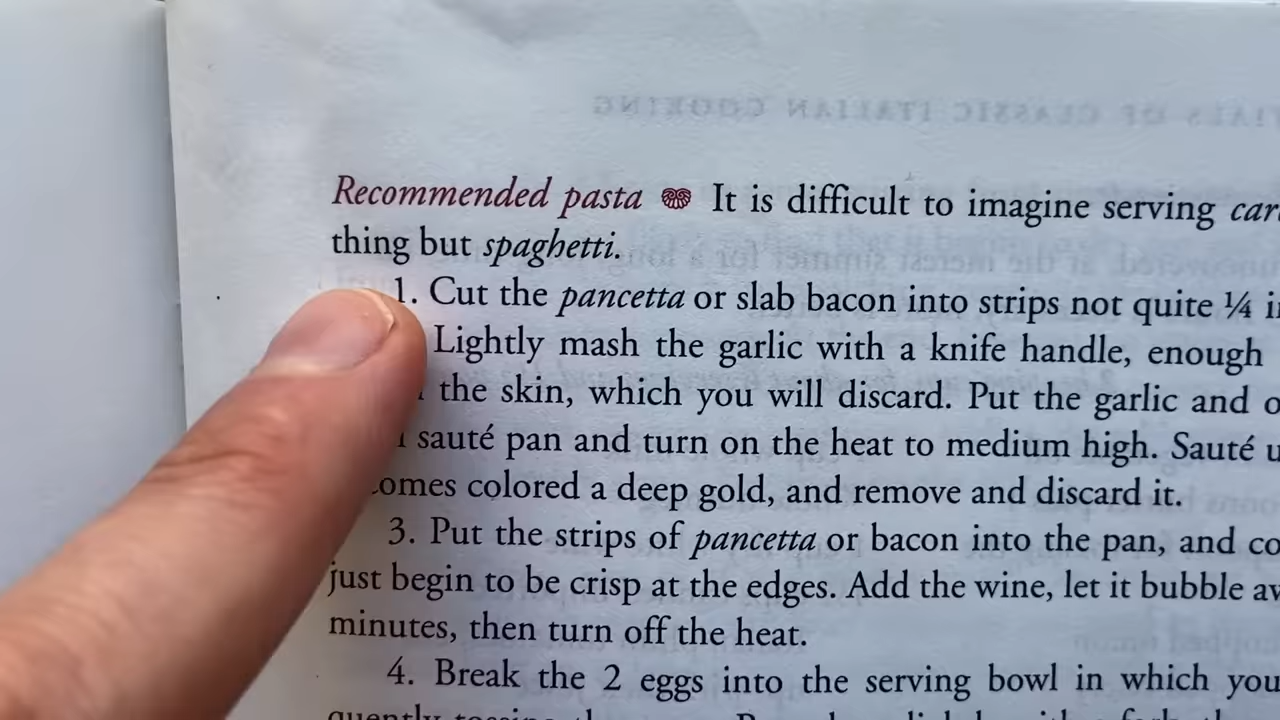 Recommended pasta It is difficult to imagine serving
thing but spaghetti.
1. Cut the pancetta or slab bacon into strips not quite ¼
Lightly mash the garlic with a knife handle, enough
the skin, which you will discard. Put the garlic and
sauté pan and turn on the heat to medium high. Sauté
comes colored a deep gold, and remove and discard it.
3. Put the strips of pancetta or bacon into the pan, and
just begin to be crisp at the edges. Add the wine, let it bubble
minutes, then turn off the heat.
4. Break the 2 eggs into the serving bowl in which you